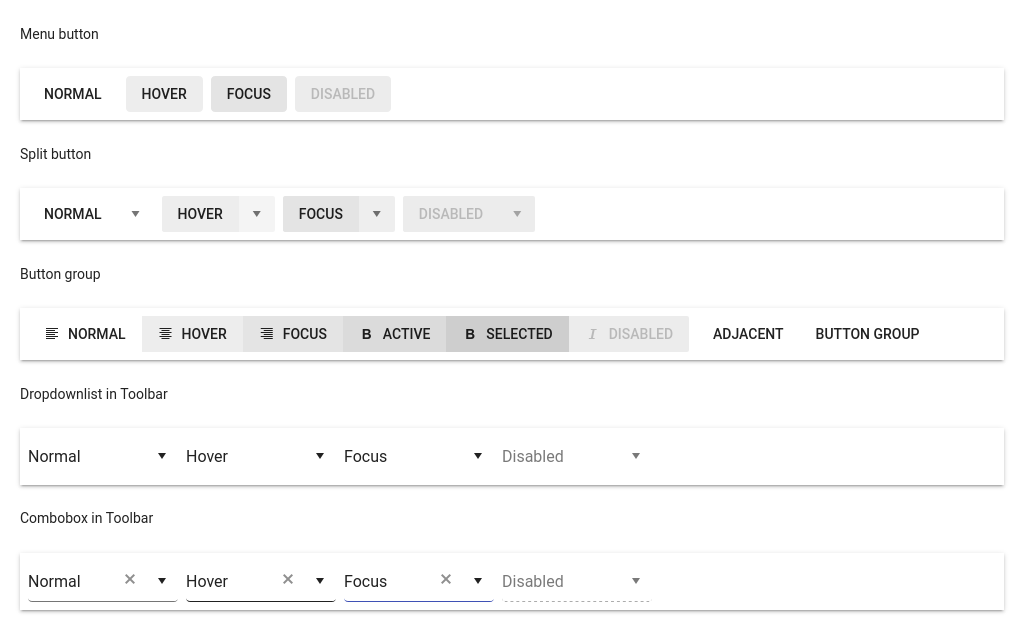 Menu button
NORMAL HOVER FOCUS DISABLED
Split button
NORMAL HOVER FOCUS DISABLED
Button group
NORMAL HOVER FOCUS B ACTIVE B SELECTED I DISABLED ADJACENT BUTTON GROUP
Dropdownlist in Toolbar
Normal Hover Focus Disabled
Combobox in Toolbar
Normal Hover Focus Disabled